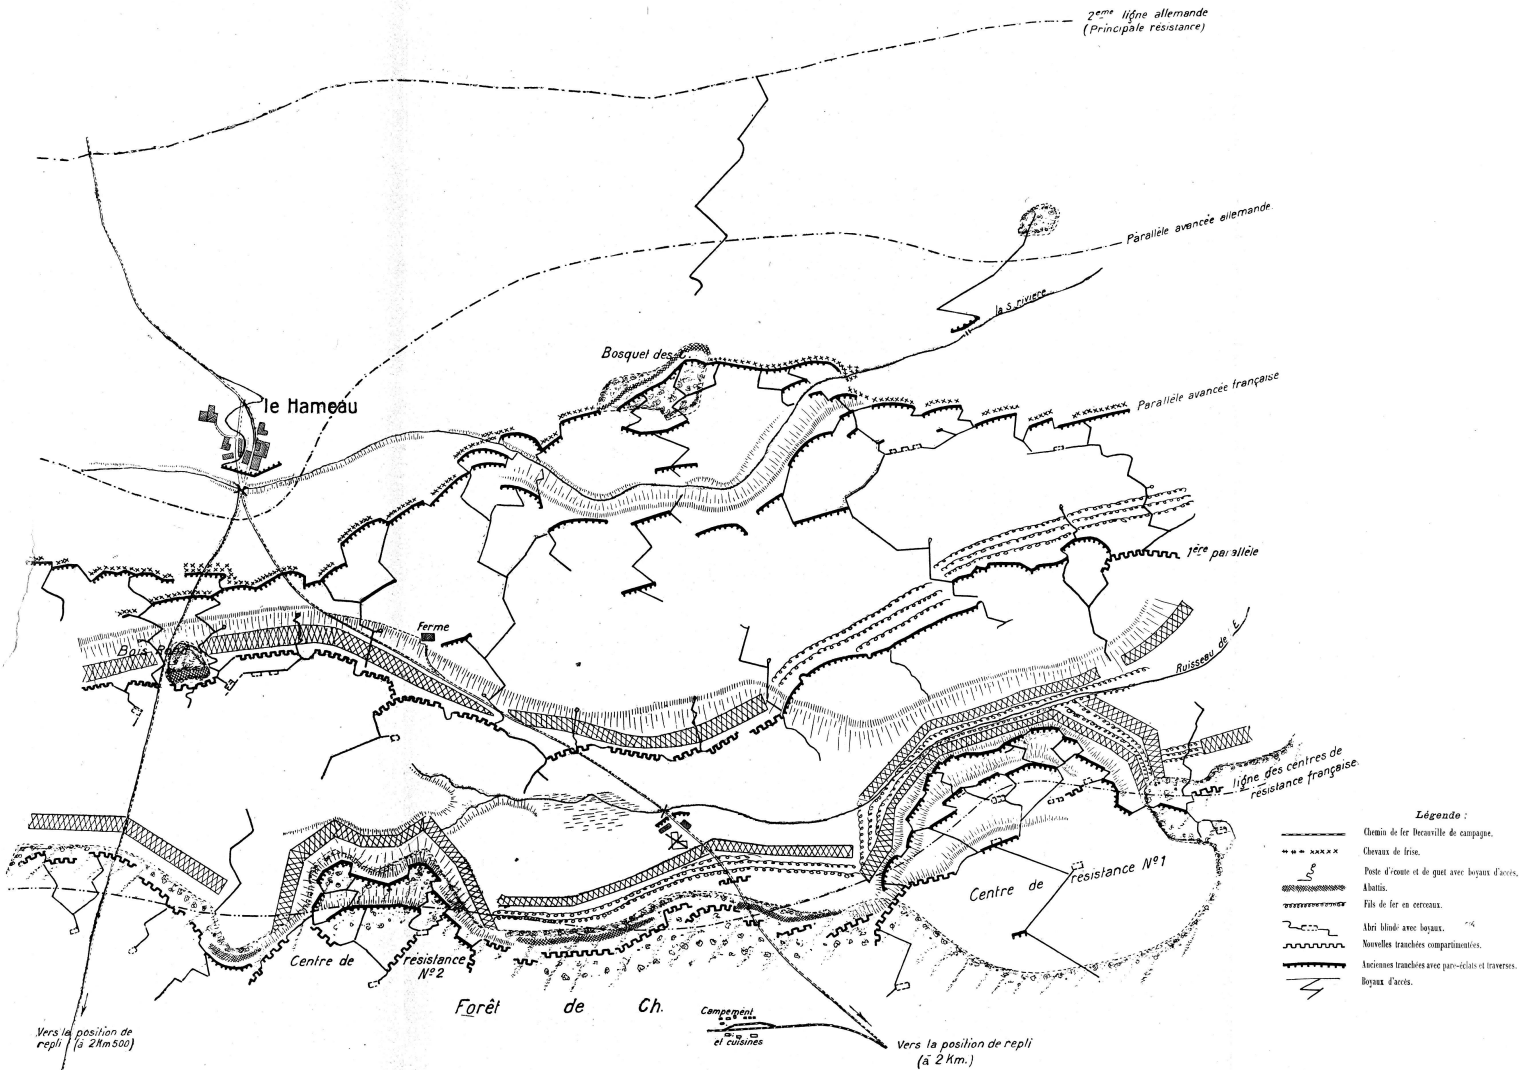 2ème ligne allemande
(Principale résistance)
Parallèle avancée allemande.
la S. rivière
Bosquet des C.
Parallèle avancée française
le Hameau
1ère parallèle
Ferme
Bois Rond
Ruisseau de E
ligne des centres de
résistance française.
Centre de résistance Nº1
Centre de résistance
Nº2
Forêt de Ch.
Campement
et cuisines
Vers la position de
repli (à 2Km500)
Vers la position de repli
(à 2 Km.)
Légende :
Chemin de fer Decauville de campagne.
Chevaux de frise.
Poste d'écoute et de guet avec boyaux d'accès.
Abattis.
Fils de fer en cerceaux.
Abri blindé avec boyaux.
Nouvelles tranchées compartimentées.
Anciennes tranchées avec pare-éclats et traverses.
Boyaux d'accès.